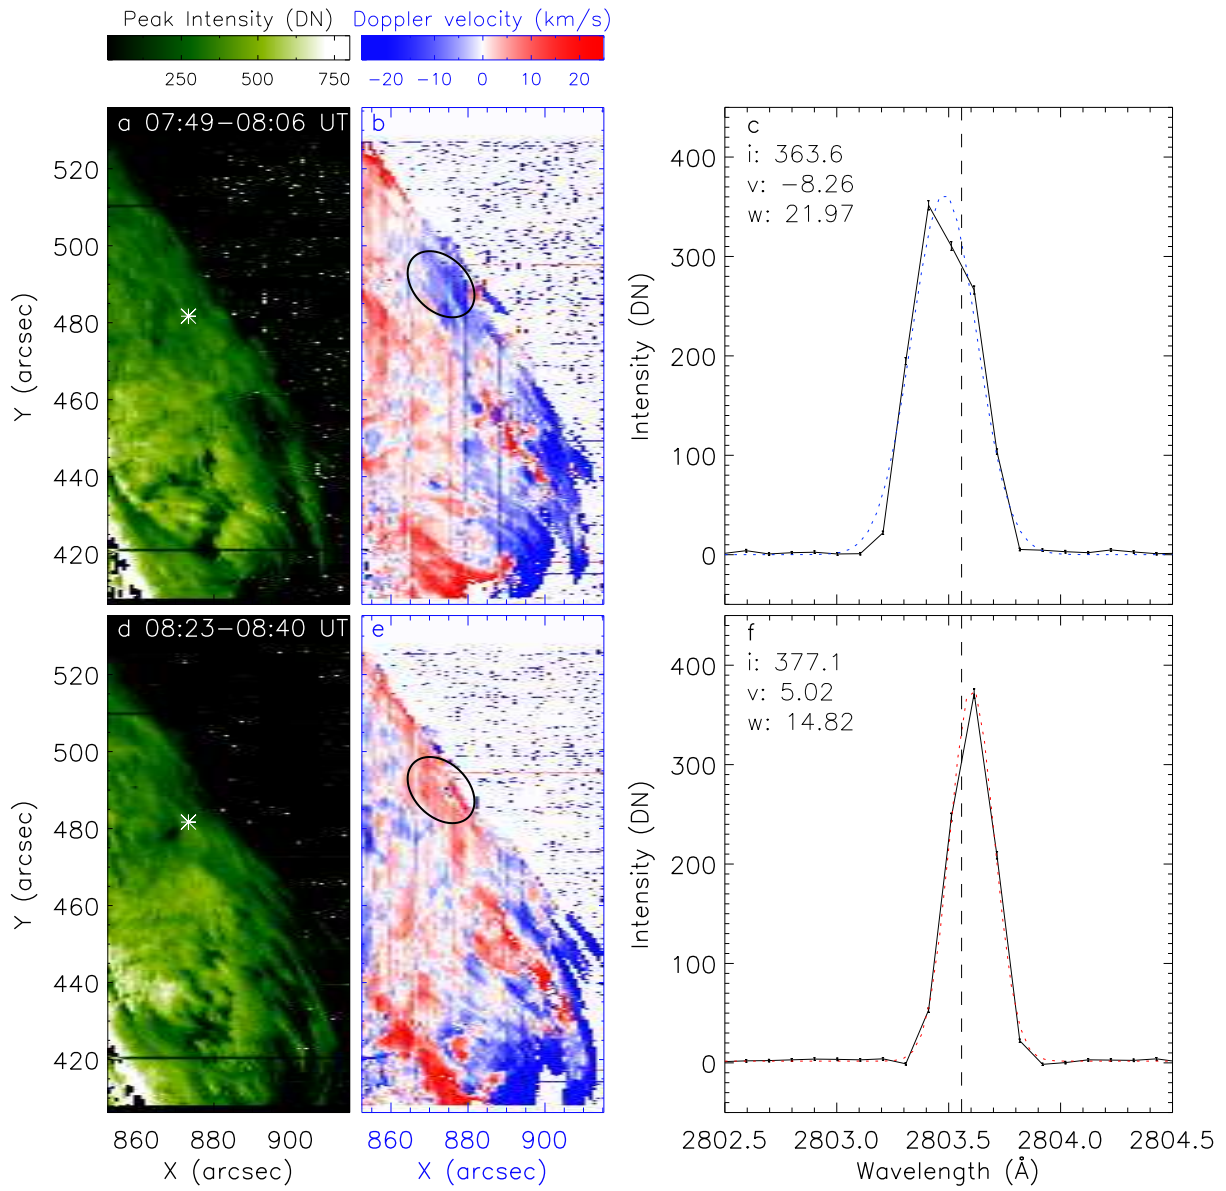 Peak Intensity (DN) Doppler velocity (km/s)
250 500 750 −20 −10 0 10 20
a 07:49−08:06 UT
b
c
i: 363.6
v: −8.26
w: 21.97
520
500
480
460
440
420
Y (arcsec)
400
300
200
100
0
Intensity (DN)
d 08:23−08:40 UT
e
f
i: 377.1
v: 5.02
w: 14.82
520
500
480
460
440
420
Y (arcsec)
400
300
200
100
0
Intensity (DN)
860 880 900
X (arcsec)
860 880 900
X (arcsec)
2802.5 2803.0 2803.5 2804.0 2804.5
Wavelength (Å)